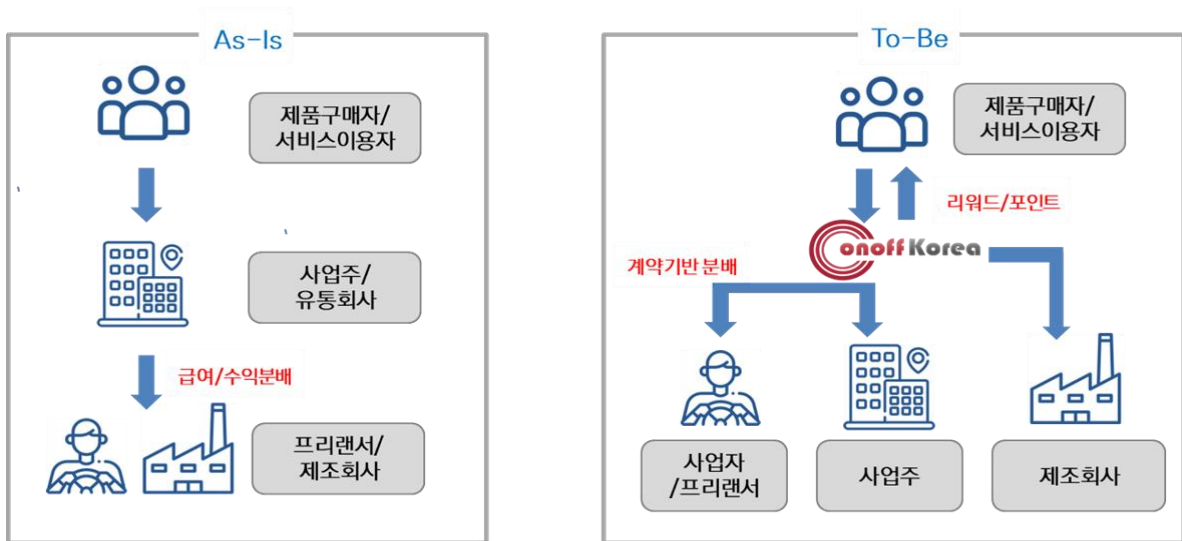 As-Is
제품구매자/
서비스이용자
사업주/
유통회사
급여/수익분배
프리랜서/
제조회사
To-Be
제품구매자/
서비스이용자
리워드/포인트
Conoff Korea
계약기반 분배
사업자
/프리랜서
사업주
제조회사